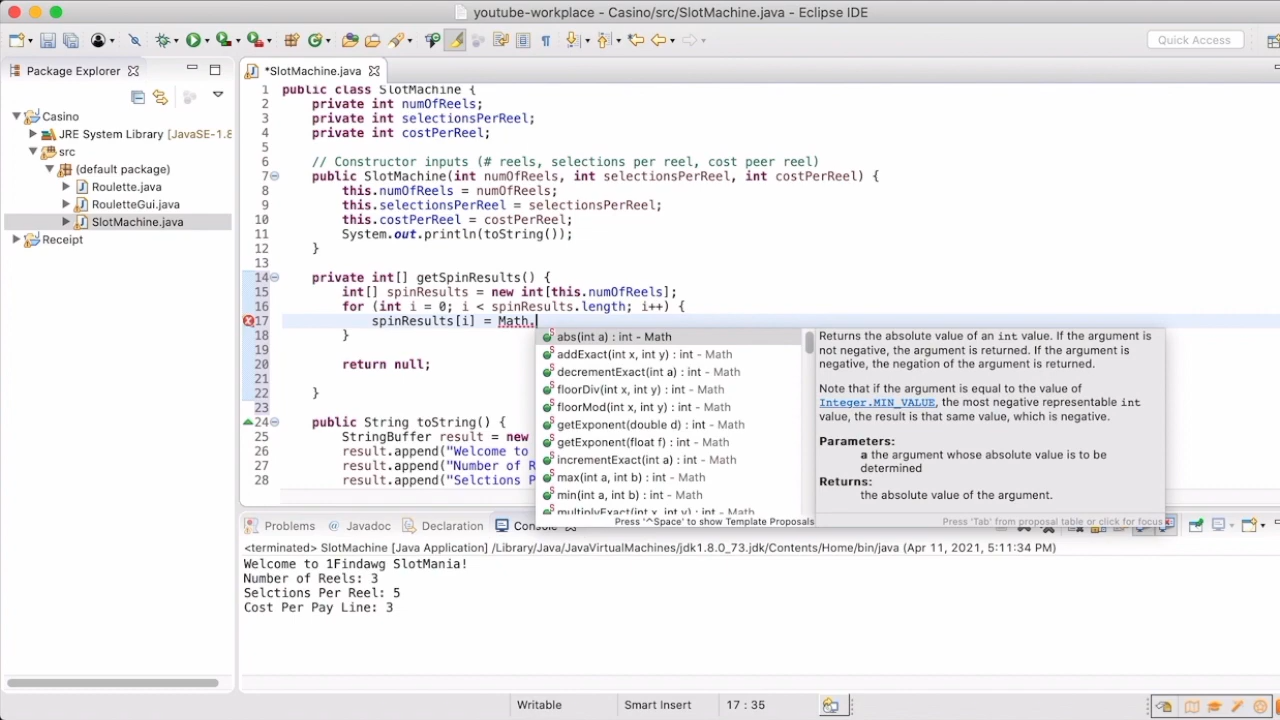 youtube-workplace - Casino/src/SlotMachine.java - Eclipse IDE
Quick Access
Package Explorer
Casino
JRE System Library [JavaSE-1.8
src
(default package)
Roulette.java
RouletteGui.java
SlotMachine.java
Receipt
*SlotMachine.java
1 public class SlotMachine {
2 private int numOfReels;
3 private int selectionsPerReel;
4 private int costPerReel;
5
6 // Constructor inputs (# reels, selections per reel, cost peer reel)
7 public SlotMachine(int numOfReels, int selectionsPerReel, int costPerReel) {
8 this.numOfReels = numOfReels;
9 this.selectionsPerReel = selectionsPerReel;
10 this.costPerReel = costPerReel;
11 System.out.println(toString());
12 }
13
14 private int[] getSpinResults() {
15 int[] spinResults = new int[this.numOfReels];
16 for (int i = 0; i < spinResults.length; i++) {
17 spinResults[i] = Math.
18 }
19
20 return null;
21
22 }
23
24 public String toString() {
25 StringBuffer result = new
26 result.append("Welcome to
27 result.append("Number of R
28 result.append("Selctions P
abs(int a) : int - Math
addExact(int x, int y) : int - Math
decrementExact(int a) : int - Math
floorDiv(int x, int y) : int - Math
floorMod(int x, int y) : int - Math
getExponent(double d) : int - Math
getExponent(float f) : int - Math
incrementExact(int a) : int - Math
max(int a, int b) : int - Math
min(int a, int b) : int - Math
multiplyExact(int x, int y) : int - Math
Press '^Space' to show Template Proposals
Returns the absolute value of an int value. If the argument is
not negative, the argument is returned. If the argument is
negative, the negation of the argument is returned.
Note that if the argument is equal to the value of
Integer.MIN_VALUE, the most negative representable int
value, the result is that same value, which is negative.
Parameters:
a the argument whose absolute value is to be
determined
Returns:
the absolute value of the argument.
Press 'Tab' from proposal table or click for focus
Problems
Javadoc
Declaration
Console
<terminated> SlotMachine [Java Application] /Library/Java/JavaVirtualMachines/jdk1.8.0_73.jdk/Contents/Home/bin/java (Apr 11, 2021, 5:11:34 PM)
Welcome to 1Findawg SlotMania!
Number of Reels: 3
Selctions Per Reel: 5
Cost Per Pay Line: 3
Writable
Smart Insert
17 : 35